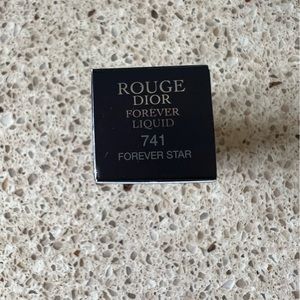 ROUGE
DIOR
FOREVER
LIQUID
741
FOREVER STAR